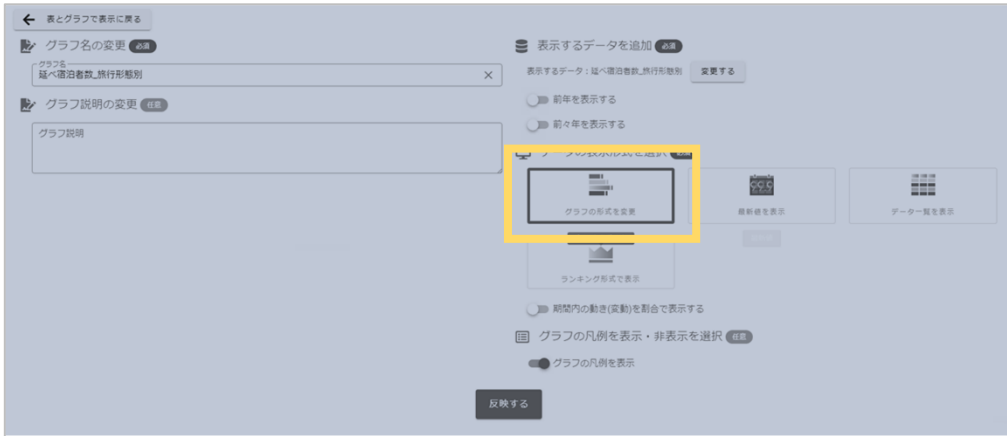 表とグラフで表示に戻る
グラフ名の変更 必須
グラフ名
延べ宿泊者数_旅行形態別
グラフ説明の変更 任意
グラフ説明
表示するデータを追加 必須
表示するデータ：延べ宿泊者数_旅行形態別 変更する
前年を表示する
前々年を表示する
データの表示形式を選択
グラフの形式を変更
最新値を表示
データ一覧を表示
ランキング形式で表示
期間内の動き(変動)を割合で表示する
グラフの凡例を表示・非表示を選択 任意
グラフの凡例を表示
反映する